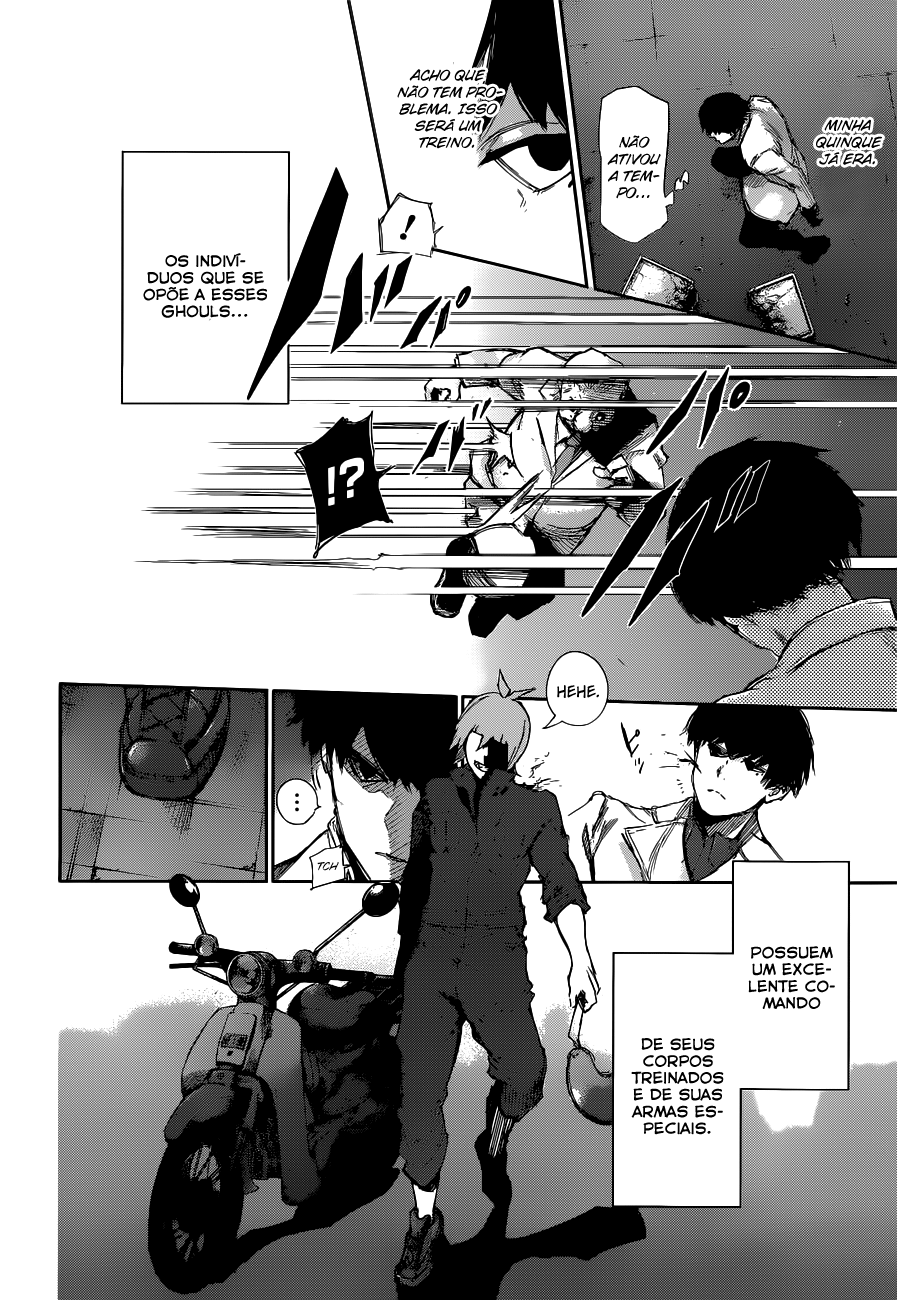 MINHA
QUINQUE
JÁ ERA.
NÃO
ATIVOU
A TEM-
PO...
ACHO QUE
NÃO TEM PRO-
BLEMA. ISSO
SERÁ UM
TREINO.
!
OS INDIVÍ-
DUOS QUE SE
OPÕE A ESSES
GHOULS...
!?
HEHE.
...
TCH
POSSUEM
UM EXCE-
LENTE CO-
MANDO
DE SEUS
CORPOS
TREINADOS
E DE SUAS
ARMAS ES-
PECIAIS.